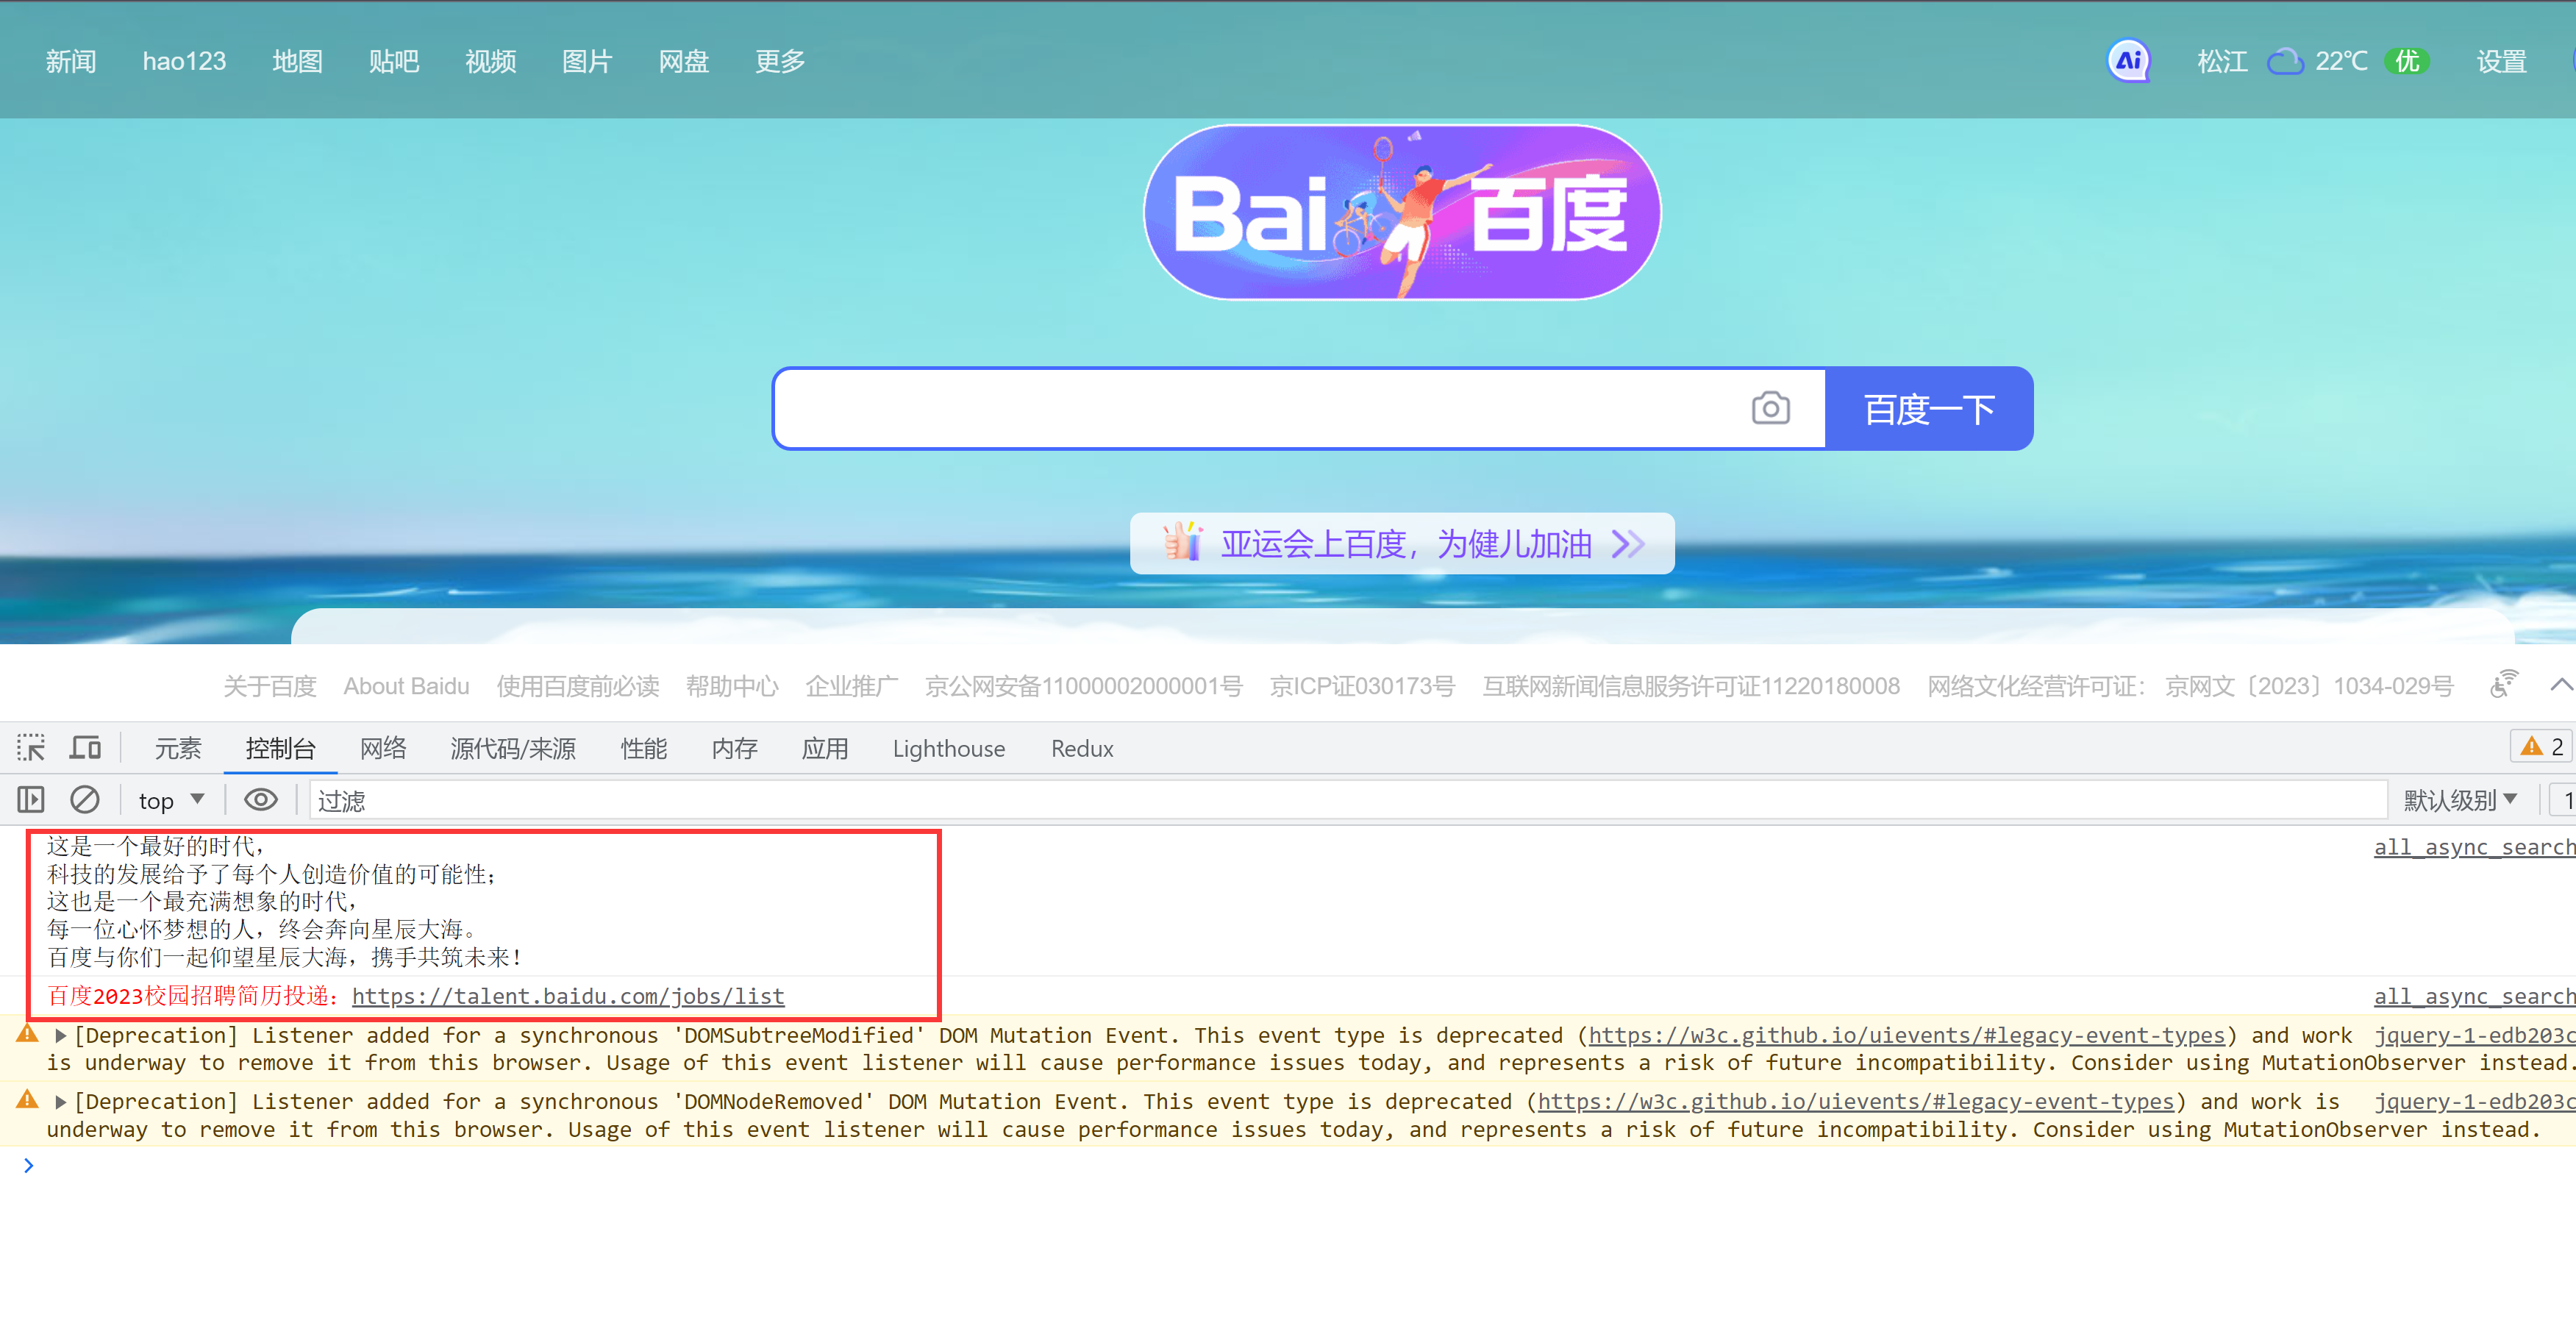 新闻 hao123 地图 贴吧 视频 图片 网盘 更多 Ai 松江 22℃ 优 设置
Bai 百度
百度一下
亚运会上百度，为健儿加油
关于百度 About Baidu 使用百度前必读 帮助中心 企业推广 京公网安备11000002000001号 京ICP证030173号 互联网新闻信息服务许可证11220180008 网络文化经营许可证： 京网文〔2023〕1034-029号
元素 控制台 网络 源代码/来源 性能 内存 应用 Lighthouse Redux 2
top 过滤 默认级别 1
这是一个最好的时代， all_async_search
科技的发展给予了每个人创造价值的可能性；
这也是一个最充满想象的时代，
每一位心怀梦想的人，终会奔向星辰大海。
百度与你们一起仰望星辰大海，携手共筑未来！
百度2023校园招聘简历投递：https://talent.baidu.com/jobs/list all_async_search
[Deprecation] Listener added for a synchronous 'DOMSubtreeModified' DOM Mutation Event. This event type is deprecated (https://w3c.github.io/uievents/#legacy-event-types) and work jquery-1-edb203c
is underway to remove it from this browser. Usage of this event listener will cause performance issues today, and represents a risk of future incompatibility. Consider using MutationObserver instead.
[Deprecation] Listener added for a synchronous 'DOMNodeRemoved' DOM Mutation Event. This event type is deprecated (https://w3c.github.io/uievents/#legacy-event-types) and work is jquery-1-edb203c
underway to remove it from this browser. Usage of this event listener will cause performance issues today, and represents a risk of future incompatibility. Consider using MutationObserver instead.